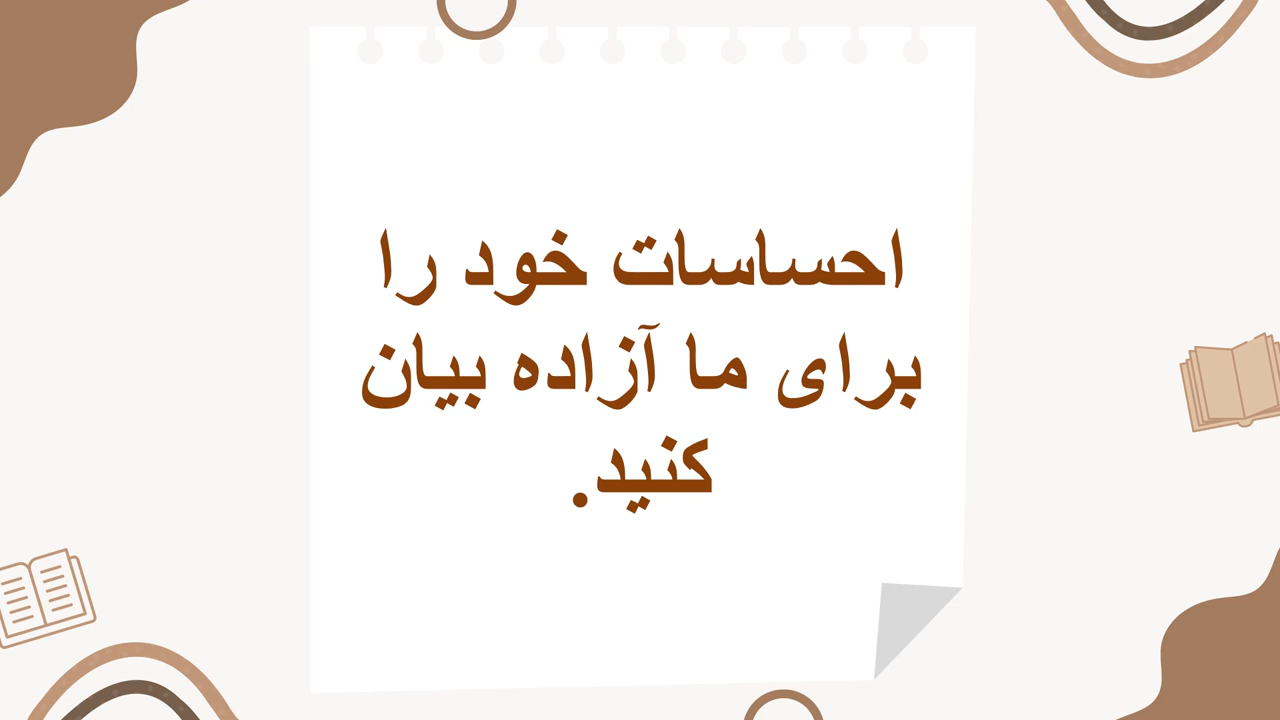 احساسات خود را
برای ما آزاده بیان
کنید.